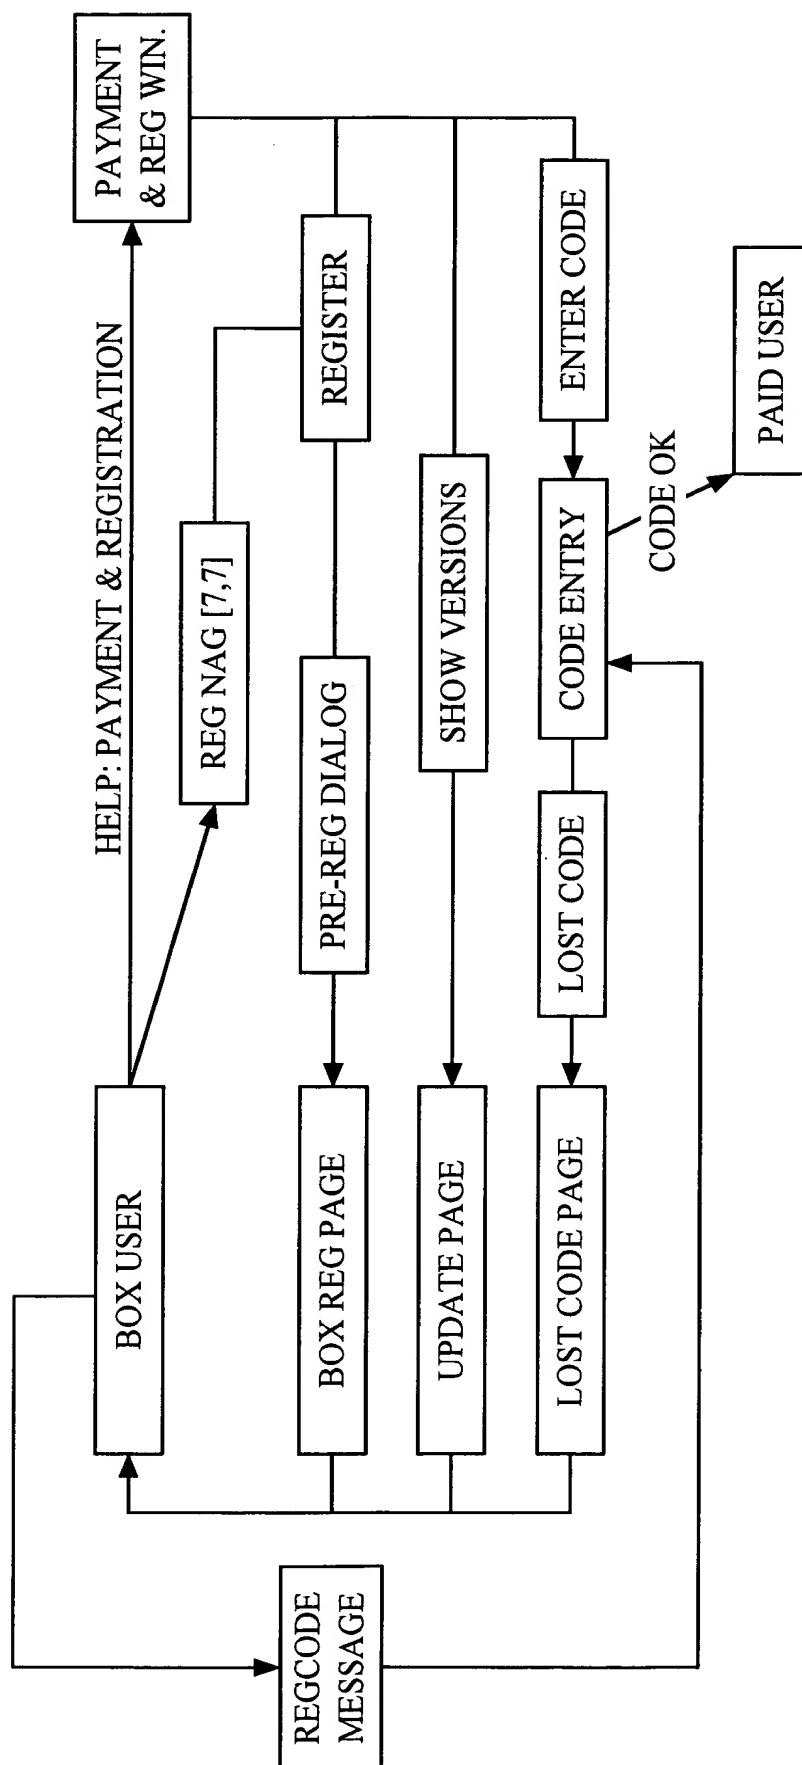 PAYMENT
& REG WIN.
HELP: PAYMENT & REGISTRATION
BOX USER
REG NAG [7,7]
REGISTER
PRE-REG DIALOG
BOX REG PAGE
SHOW VERSIONS
UPDATE PAGE
ENTER CODE
CODE ENTRY
LOST CODE
LOST CODE PAGE
REGCODE
MESSAGE
CODE OK
PAID USER